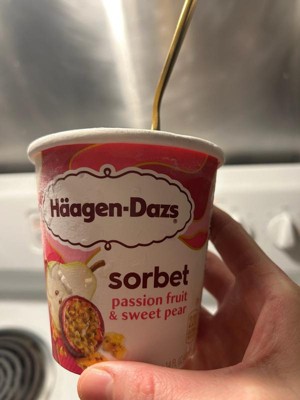 Häagen-Dazs
sorbet
passion fruit
& sweet pear